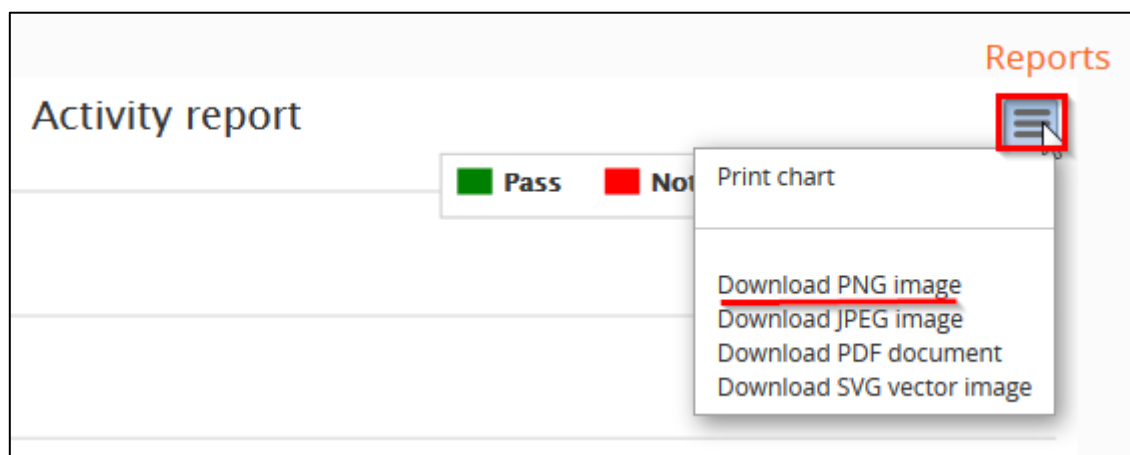 Reports
Activity report
Pass Not
Print chart
Download PNG image
Download JPEG image
Download PDF document
Download SVG vector image